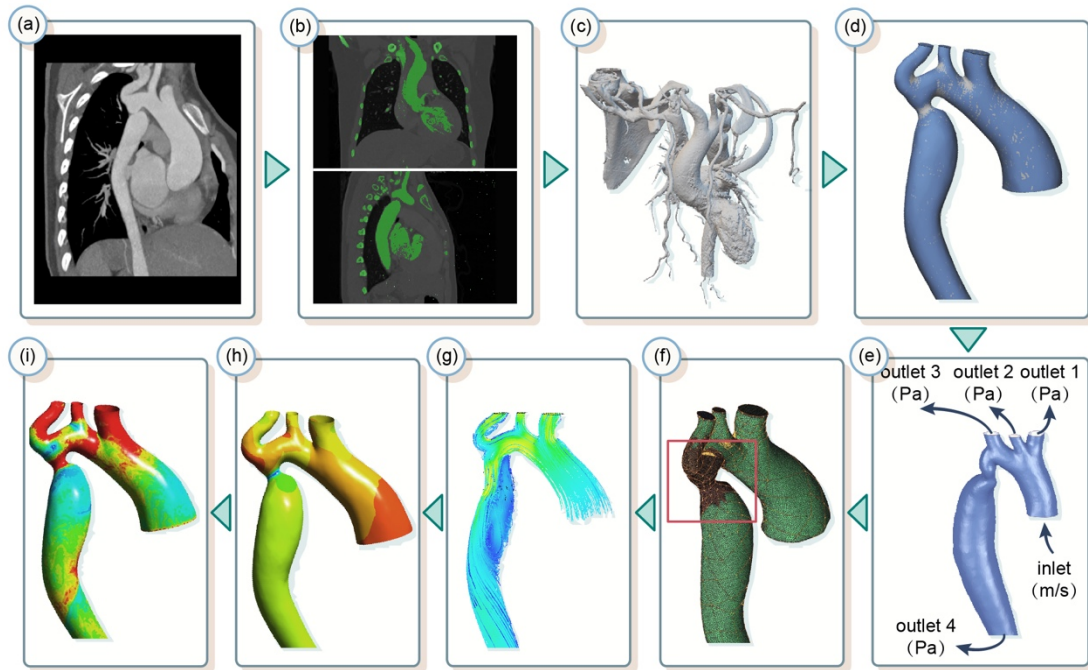 (a)
(b)
(c)
(d)
(i)
(h)
(g)
(f)
(e)
outlet 3
(Pa)
outlet 2
(Pa)
outlet 1
(Pa)
inlet
(m/s)
outlet 4
(Pa)